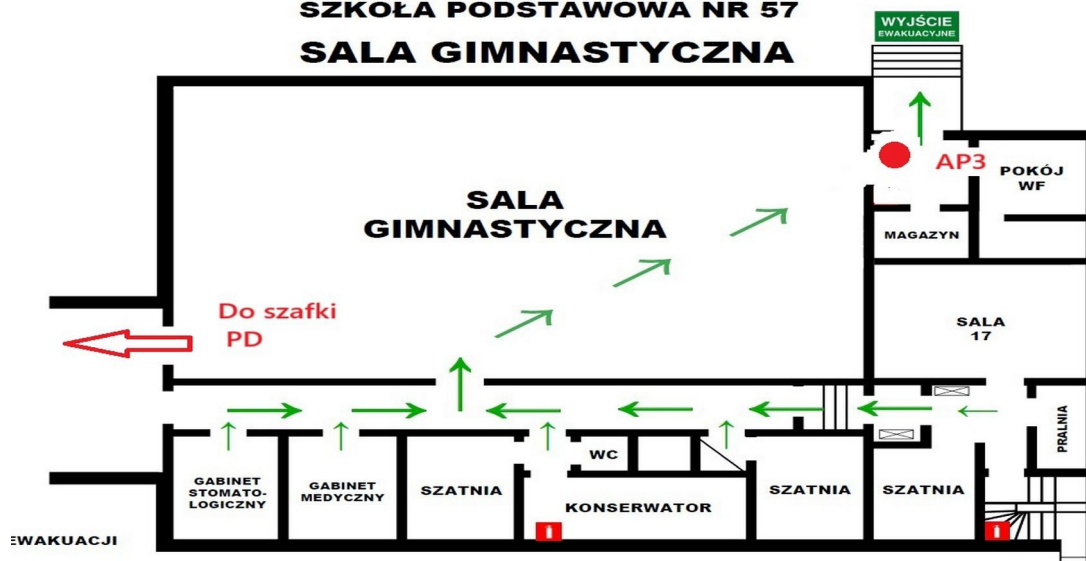 SZKOŁA PODSTAWOWA NR 57
SALA GIMNASTYCZNA
WYJŚCIE
EWAKUACYJNE
AP3
POKÓJ
WF
SALA
GIMNASTYCZNA
MAGAZYN
Do szafki
PD
SALA
17
PRALNIA
GABINET
STOMATO-
LOGICZNY
GABINET
MEDYCZNY
SZATNIA
WC
KONSERWATOR
SZATNIA
SZATNIA
EWAKUACJI